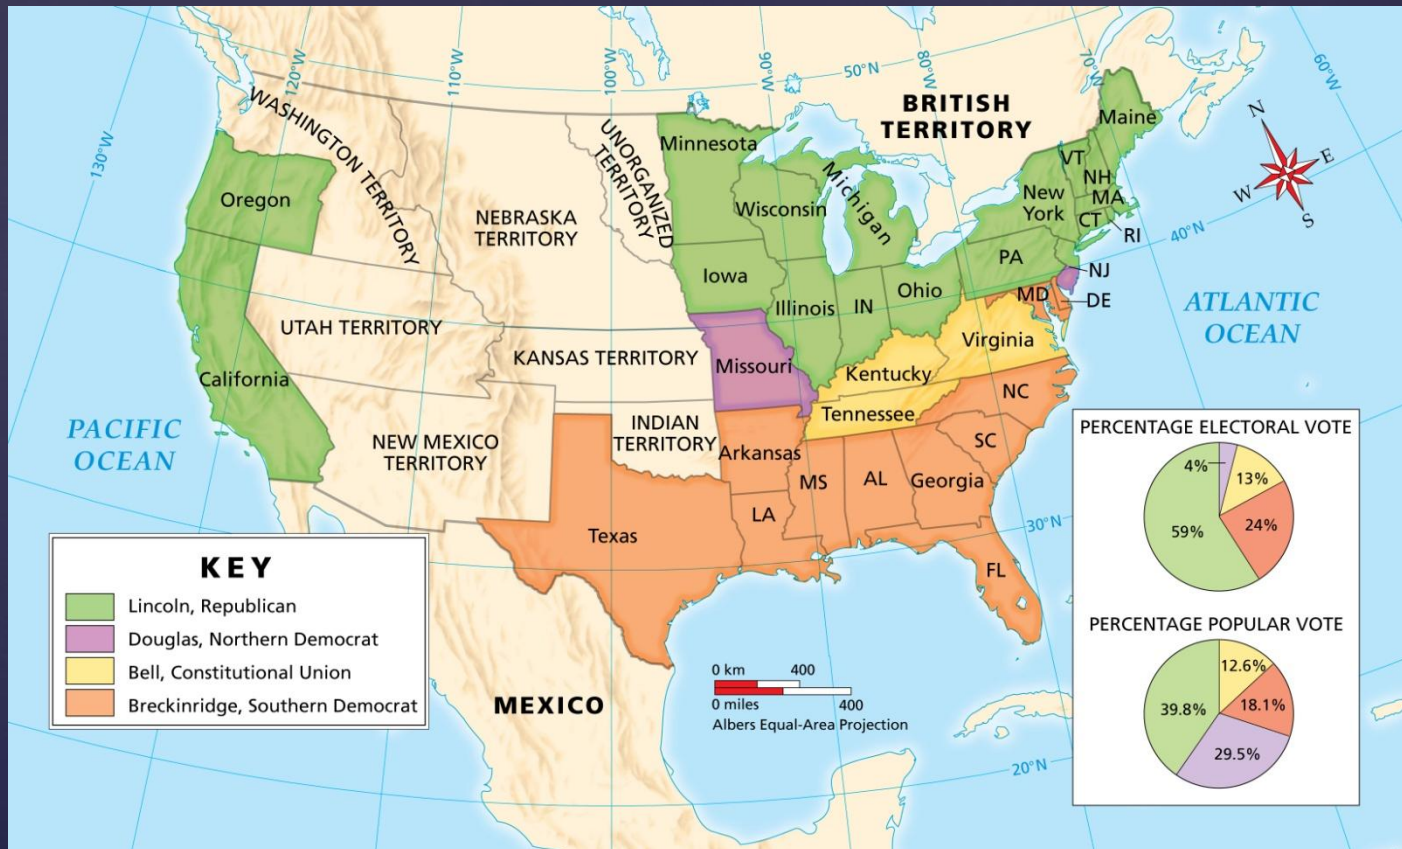 120°W
110°W
100°W
90°W
50°N
80°W
70°W
60°W
130°W
WASHINGTON TERRITORY
UNORGANIZED
TERRITORY
BRITISH
TERRITORY
Minnesota
Maine
N
E
W
S
VT
NH
MA
Oregon
Michigan
New
York
CT
RI
40°N
NEBRASKA
TERRITORY
Wisconsin
PA
NJ
Iowa
Ohio
Illinois
IN
MD
DE
ATLANTIC
OCEAN
UTAH TERRITORY
KANSAS TERRITORY
Missouri
Virginia
Kentucky
California
NC
Tennessee
PACIFIC
OCEAN
NEW MEXICO
TERRITORY
INDIAN
TERRITORY
Arkansas
SC
MS
AL
Georgia
LA
Texas
30°N
FL
KEY
Lincoln, Republican
Douglas, Northern Democrat
Bell, Constitutional Union
Breckinridge, Southern Democrat
MEXICO
0 km 400
0 miles 400
Albers Equal-Area Projection
20°N
PERCENTAGE ELECTORAL VOTE
4%
13%
24%
59%
PERCENTAGE POPULAR VOTE
12.6%
18.1%
39.8%
29.5%